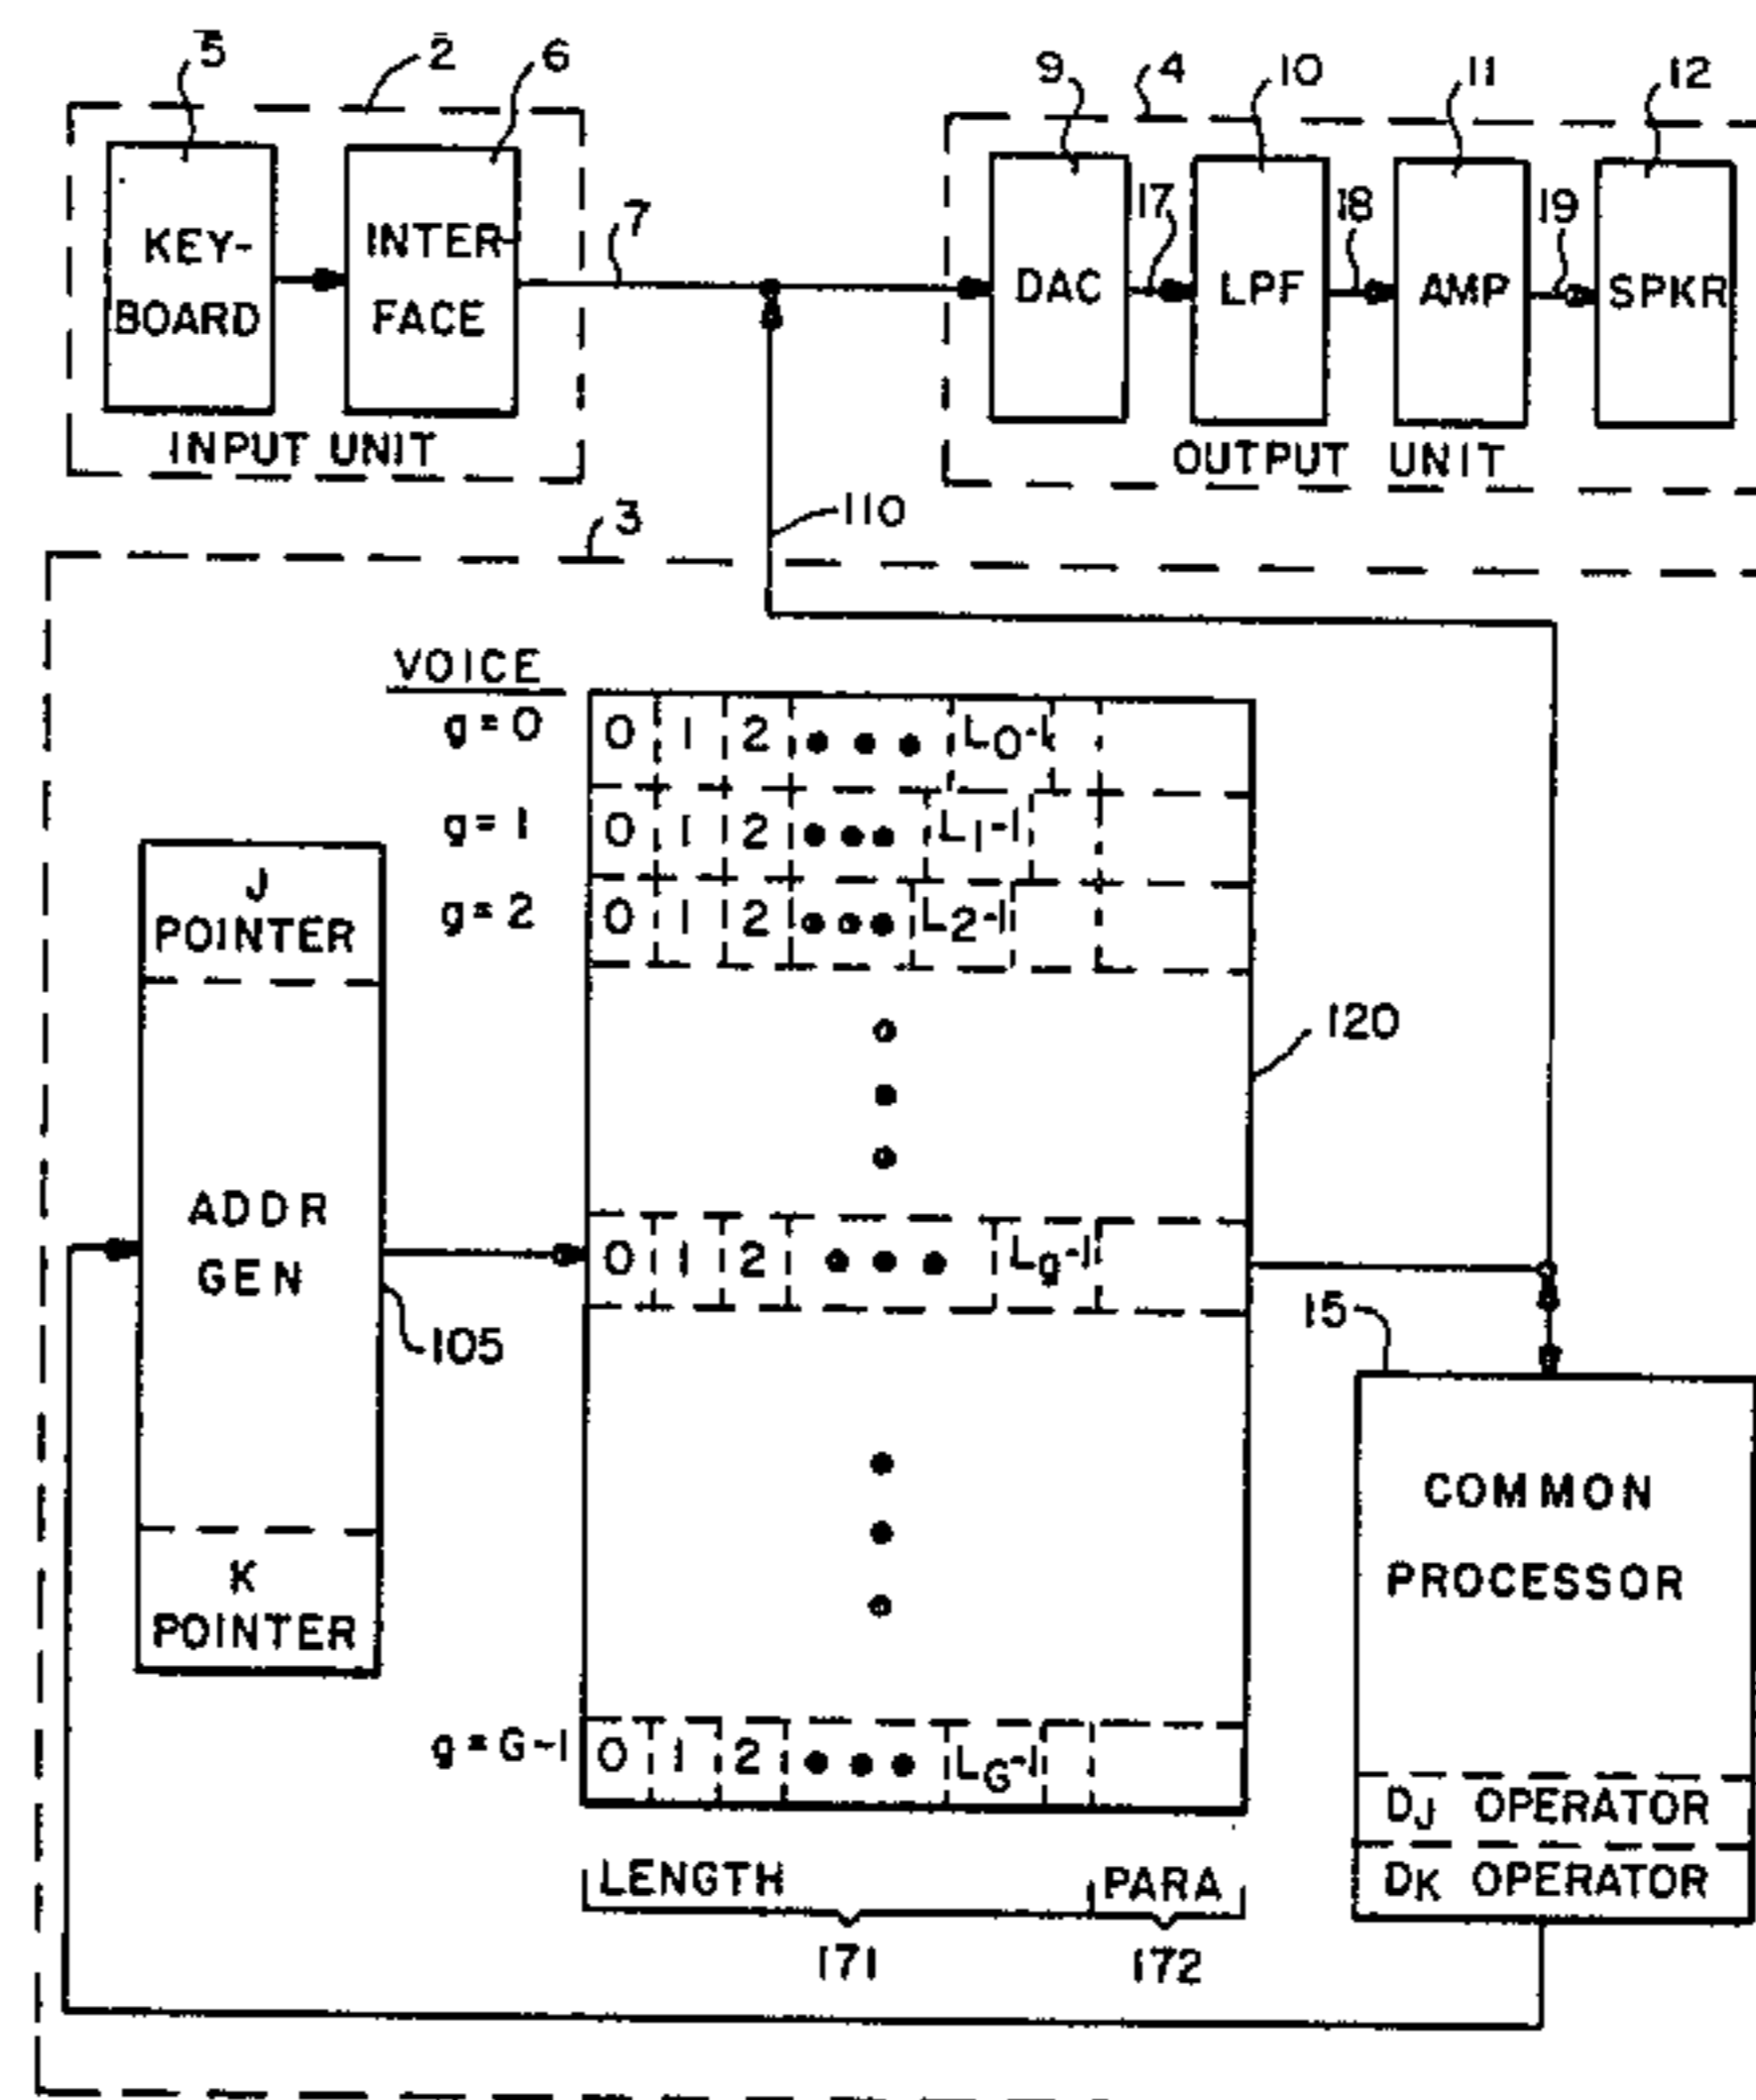 5 2 6
KEY-
BOARD
INTER-
FACE
INPUT UNIT
7
9 4 10 11 12
DAC 17 LPF 18 AMP 19 SPKR
OUTPUT UNIT
110
3
VOICE
g = 0 0 1 2 L0-1
g = 1 0 1 2 L1-1
g = 2 0 1 2 L2-1
J
POINTER
ADDR
GEN
K
POINTER
105
120
0 1 2 Lg-1
15
COMMON
PROCESSOR
DJ OPERATOR
DK OPERATOR
g = G-1 0 1 2 LG-1
LENGTH PARA
171 172